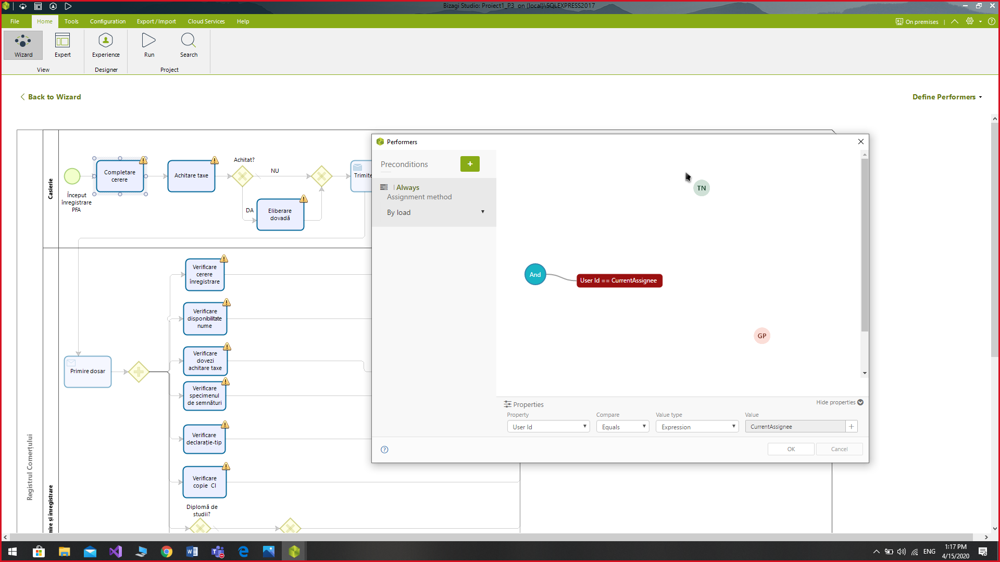 Bizagi Studio: Proiect1_P3 on (local)\SQLEXPRESS2017
File Home Tools Configuration Export / Import Cloud Services Help On premises
Wizard Expert Experience Run Search
View Designer Project
Back to Wizard Define Performers
Registrul Comerțului
Casierie
Început
înregistrare
PFA
Completare
cerere
Achitare taxe
Achitat?
NU
DA
Eliberare
dovadă
Trimite
Primire dosar
Verificare
cerere
înregistrare
Verificare
disponibilitate
nume
Verificare
dovezi
achitare taxe
Verificare
specimenul
de semnături
Verificare
declarație-tip
Verificare
copie CI
Diplomă de
studii?
mire și înregistrare
Performers
Preconditions +
Always
Assignment method
By load
TN
And
User Id == CurrentAssignee
GP
Properties Hide properties
Property Compare Value type Value
User Id Equals Expression CurrentAssignee
OK Cancel
ENG
1:17 PM
4/15/2020